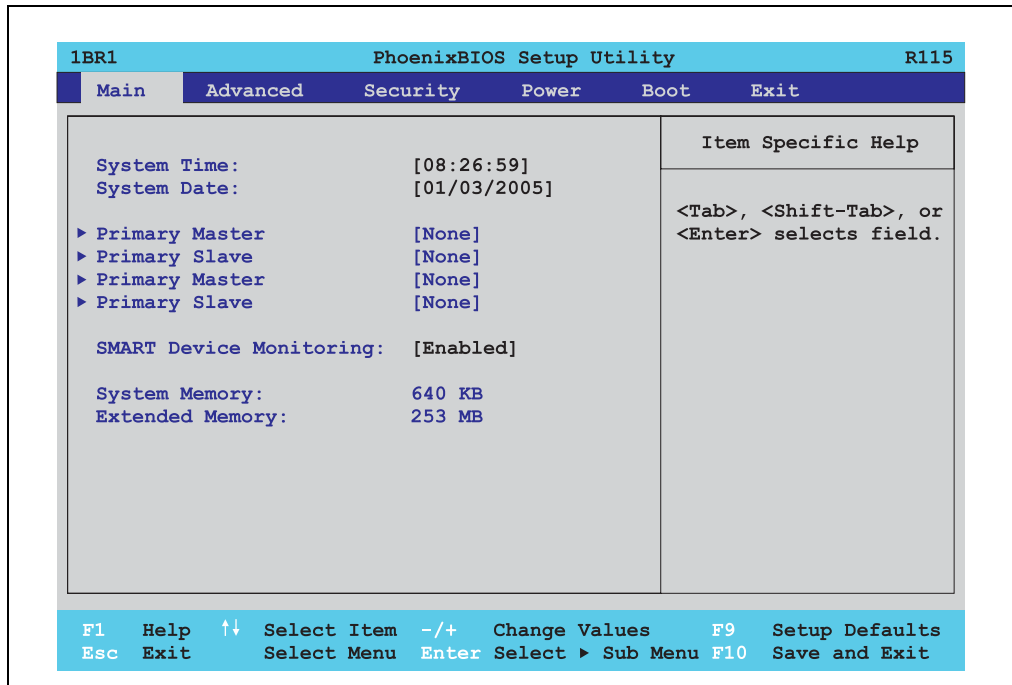 1BR1 PhoenixBIOS Setup Utility R115
Main Advanced Security Power Boot Exit
Item Specific Help
System Time: [08:26:59]
System Date: [01/03/2005]
<Tab>, <Shift-Tab>, or
<Enter> selects field.
▶ Primary Master [None]
▶ Primary Slave [None]
▶ Primary Master [None]
▶ Primary Slave [None]
SMART Device Monitoring: [Enabled]
System Memory: 640 KB
Extended Memory: 253 MB
F1 Help ↑↓ Select Item -/+ Change Values F9 Setup Defaults
Esc Exit Select Menu Enter Select ▶ Sub Menu F10 Save and Exit